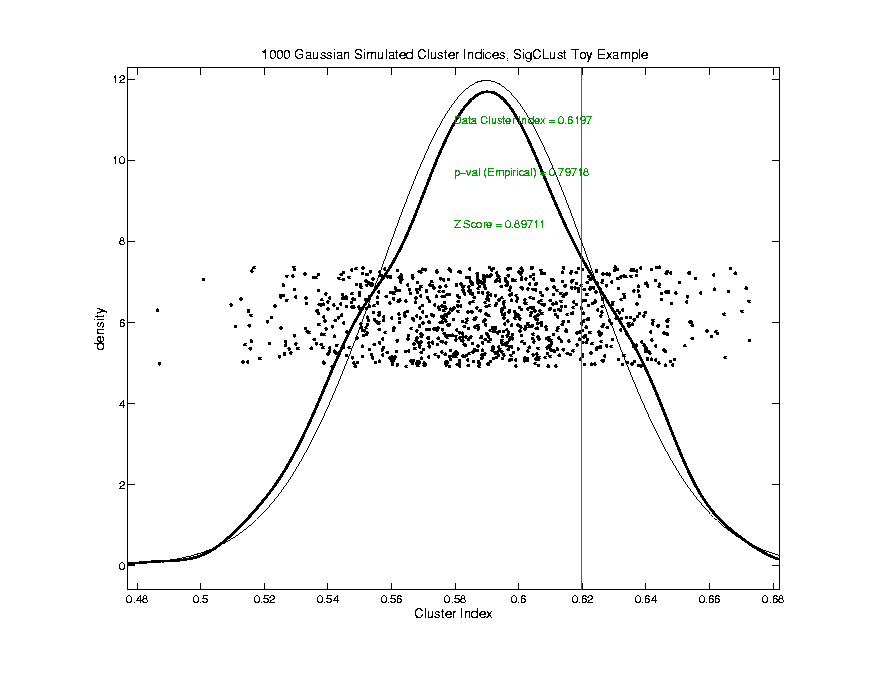 1000 Gaussian Simulated Cluster Indices, SigCLust Toy Example
12
Data Cluster Index = 0.6197
10
p-val (Empirical) = 0.79718
Z Score = 0.89711
8
density
6
4
2
0
0.48 0.5 0.52 0.54 0.56 0.58 0.6 0.62 0.64 0.66 0.68
Cluster Index